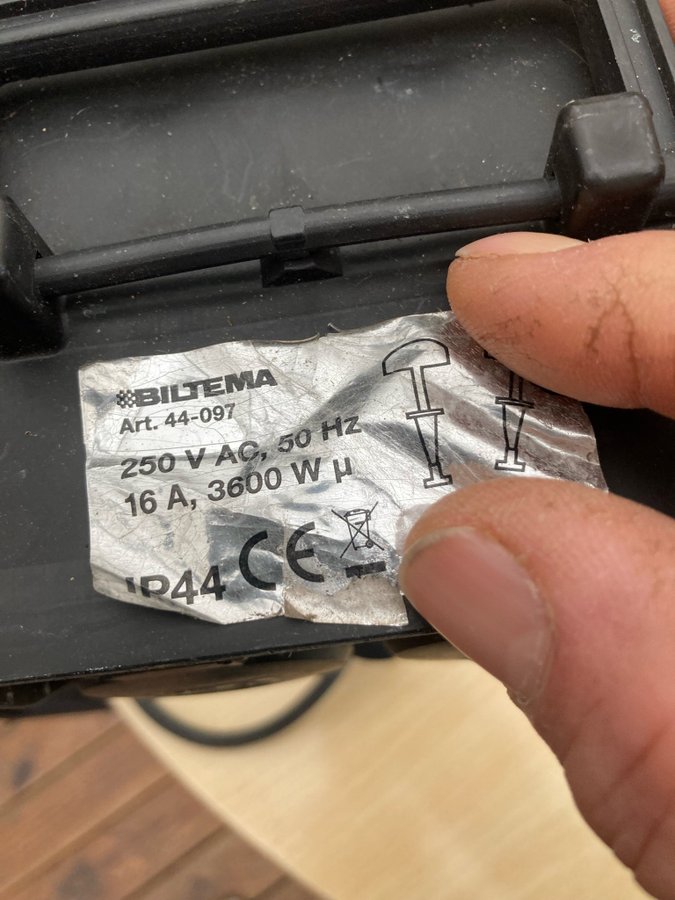 BILTEMA
Art. 44-097
250 V AC, 50 Hz
16 A, 3600 W µ
IP44 CE